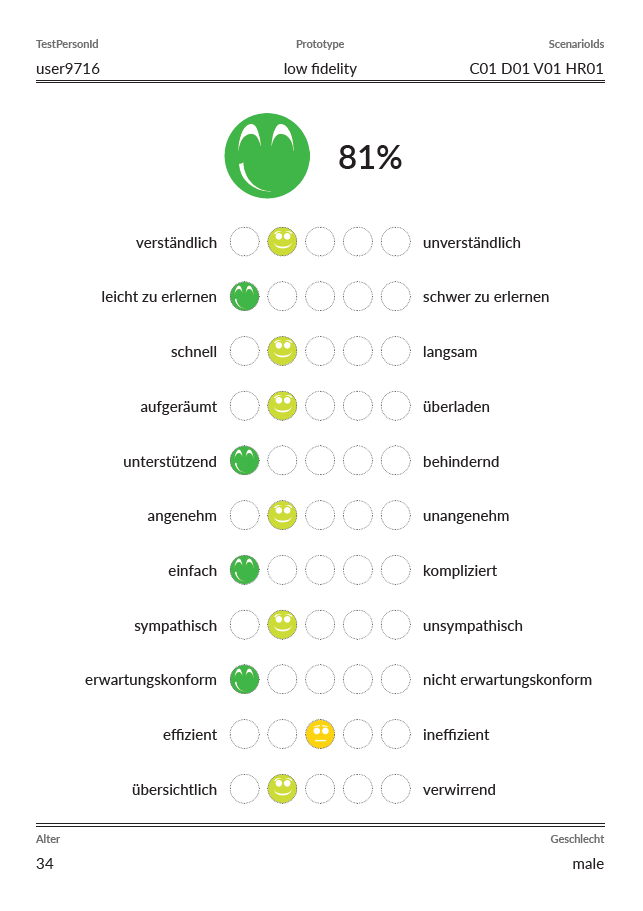 TestPersonId Prototype ScenarioIds
user9716 low fidelity C01 D01 V01 HR01
81%
verständlich unverständlich
leicht zu erlernen schwer zu erlernen
schnell langsam
aufgeräumt überladen
unterstützend behindernd
angenehm unangenehm
einfach kompliziert
sympathisch unsympathisch
erwartungskonform nicht erwartungskonform
effizient ineffizient
übersichtlich verwirrend
Alter Geschlecht
34 male